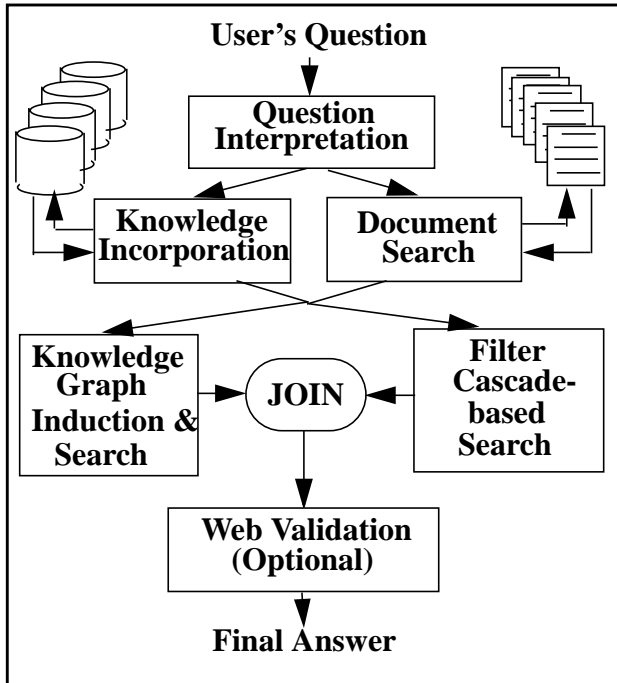 User's Question
Question
Interpretation
Knowledge
Incorporation
Document
Search
Knowledge
Graph
Induction &
Search
JOIN
Filter
Cascade-
based
Search
Web Validation
(Optional)
Final Answer